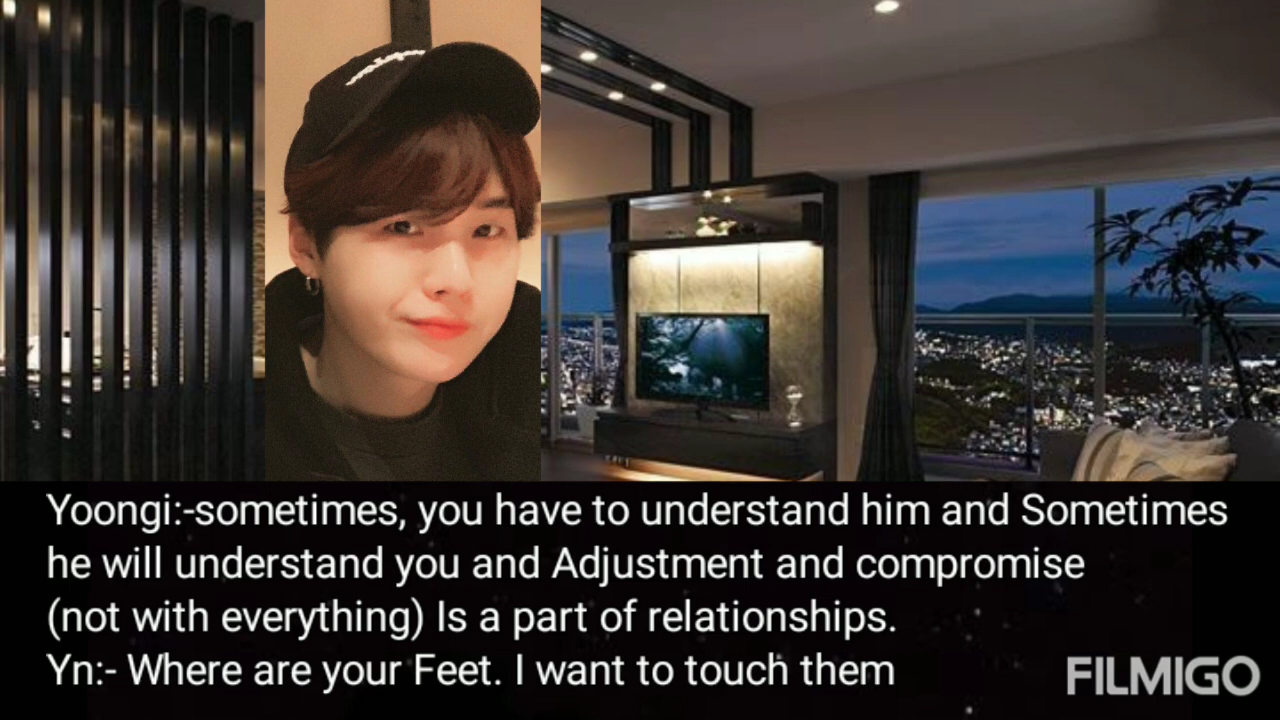 Yoongi:-sometimes, you have to understand him and Sometimes
he will understand you and Adjustment and compromise
(not with everything) Is a part of relationships.
Yn:- Where are your Feet. I want to touch them
FILMIGO